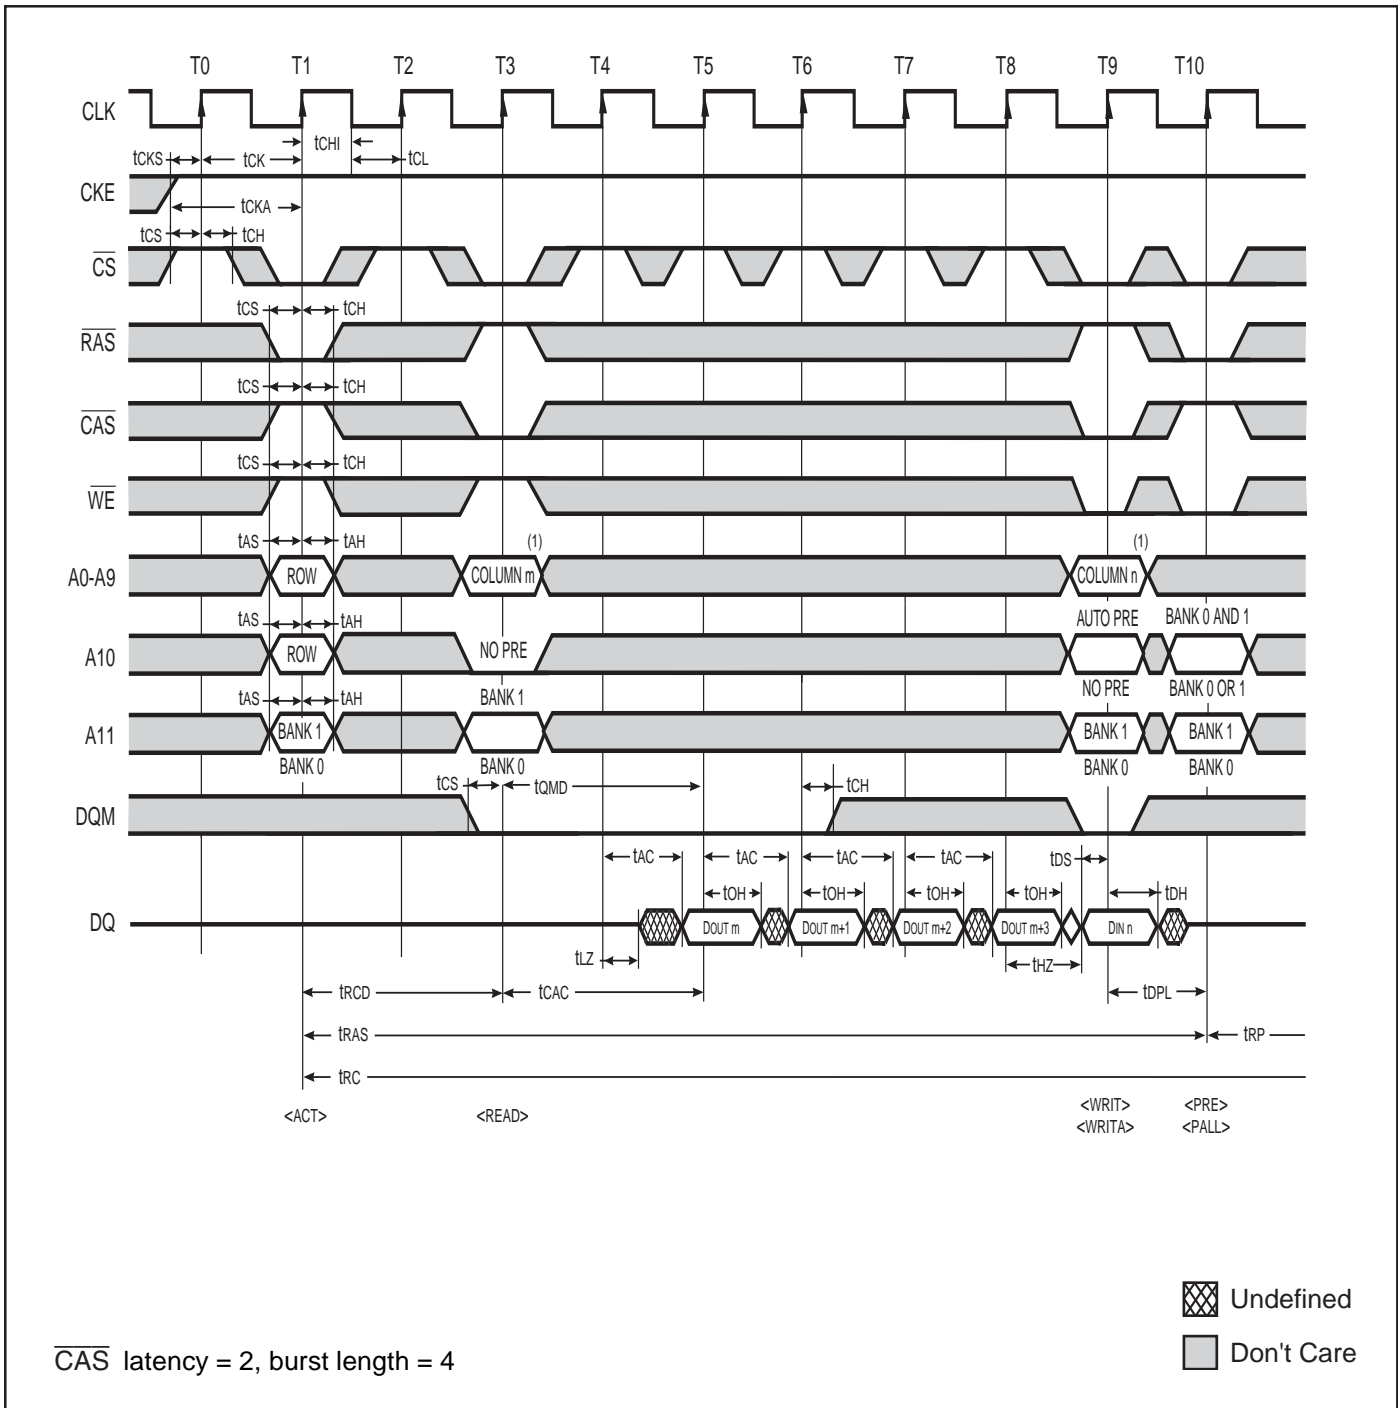 T0 T1 T2 T3 T4 T5 T6 T7 T8 T9 T10
CLK
tCHI
tCKS tCK tCL
CKE
tCKA
tCS tCH
CS
tCS tCH
RAS
tCS tCH
CAS
tCS tCH
WE
tAS tAH (1) (1)
A0-A9 ROW COLUMN m COLUMN n
tAS tAH AUTO PRE BANK 0 AND 1
A10 ROW NO PRE
tAS tAH BANK 1 NO PRE BANK 0 OR 1
A11 BANK 1 BANK 1 BANK 1
BANK 0 BANK 0 BANK 0 BANK 0
tCS tQMD tCH
DQM
tAC tAC tAC tAC tDS
tOH tOH tOH tOH tDH
DQ DOUT m DOUT m+1 DOUT m+2 DOUT m+3 DIN n
tLZ tHZ
tRCD tCAC tDPL
tRAS tRP
tRC
<ACT> <READ> <WRIT> <PRE>
<WRITA> <PALL>
Undefined
Don't Care
CAS latency = 2, burst length = 4